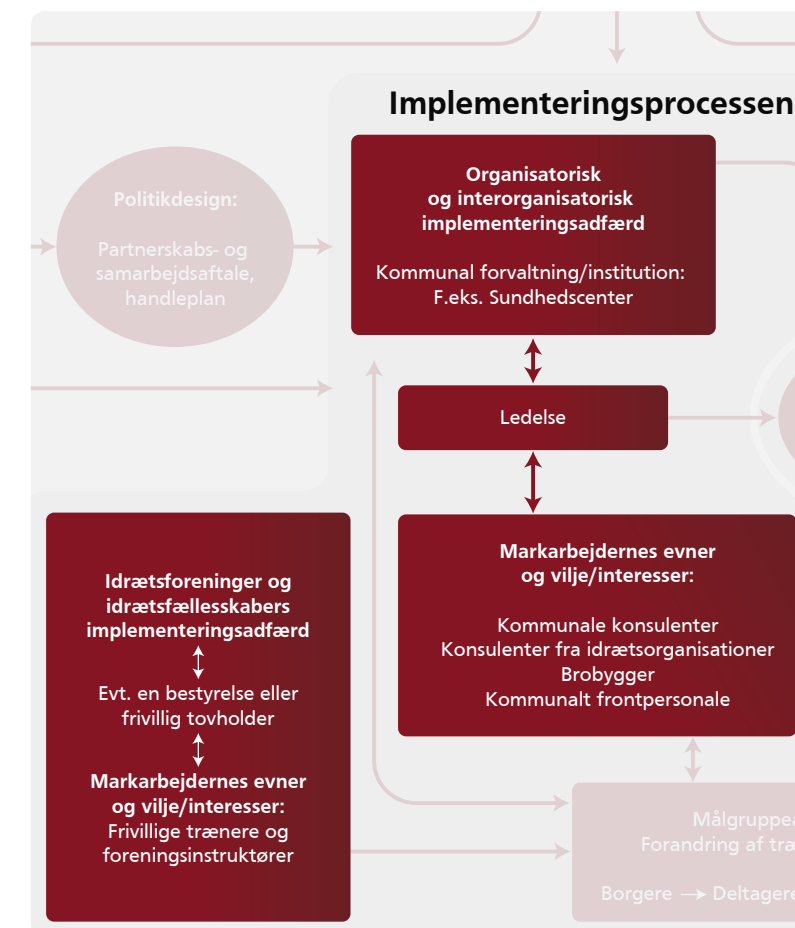 Implementeringsprocessen
Politikdesign:
Partnerskabs- og
samarbejdsaftale,
handleplan
Organisatorisk
og interorganisatorisk
implementeringsadfærd
Kommunal forvaltning/institution:
F.eks. Sundhedscenter
Ledelse
Idrætsforeninger og
idrætsfællesskabers
implementeringsadfærd
Evt. en bestyrelse eller
frivillig tovholder
Markarbejdernes evner
og vilje/interesser:
Frivillige trænere og
foreningsinstruktører
Markarbejdernes evner
og vilje/interesser:
Kommunale konsulenter
Konsulenter fra idrætsorganisationer
Brobygger
Kommunalt frontpersonale
Målgruppea
Forandring af træ
Borgere → Deltagere